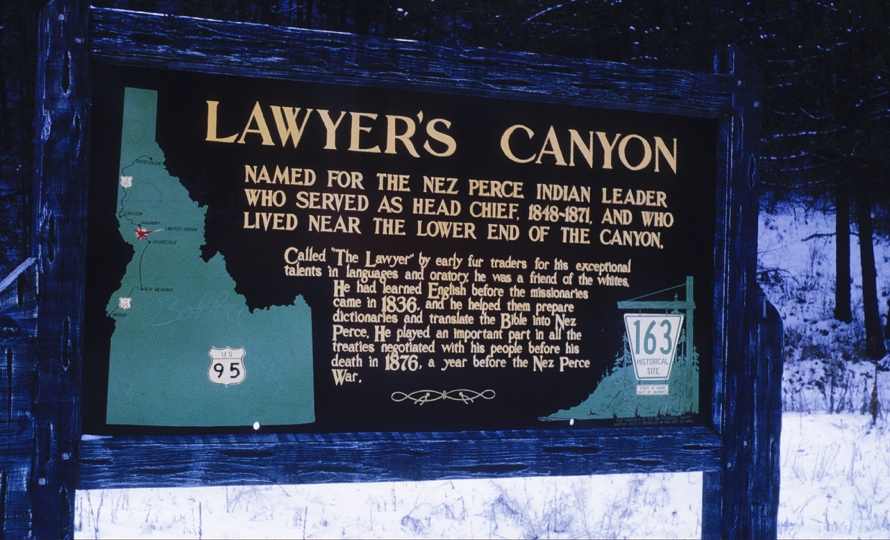 LAWYER'S CANYON
NAMED FOR THE NEZ PERCE INDIAN LEADER
WHO SERVED AS HEAD CHIEF, 1848-1871, AND WHO
LIVED NEAR THE LOWER END OF THE CANYON.
Called "The Lawyer" by early fur traders for his exceptional
talents in languages and oratory, he was a friend of the whites.
He had learned English before the missionaries
came in 1836, and he helped them prepare
dictionaries and translate the Bible into Nez
Perce. He played an important part in all the
treaties negotiated with his people before his
death in 1876, a year before the Nez Perce
War.
LAWYER'S CANYON
NEW MEADOWS
US
95
163
HISTORICAL
SITE